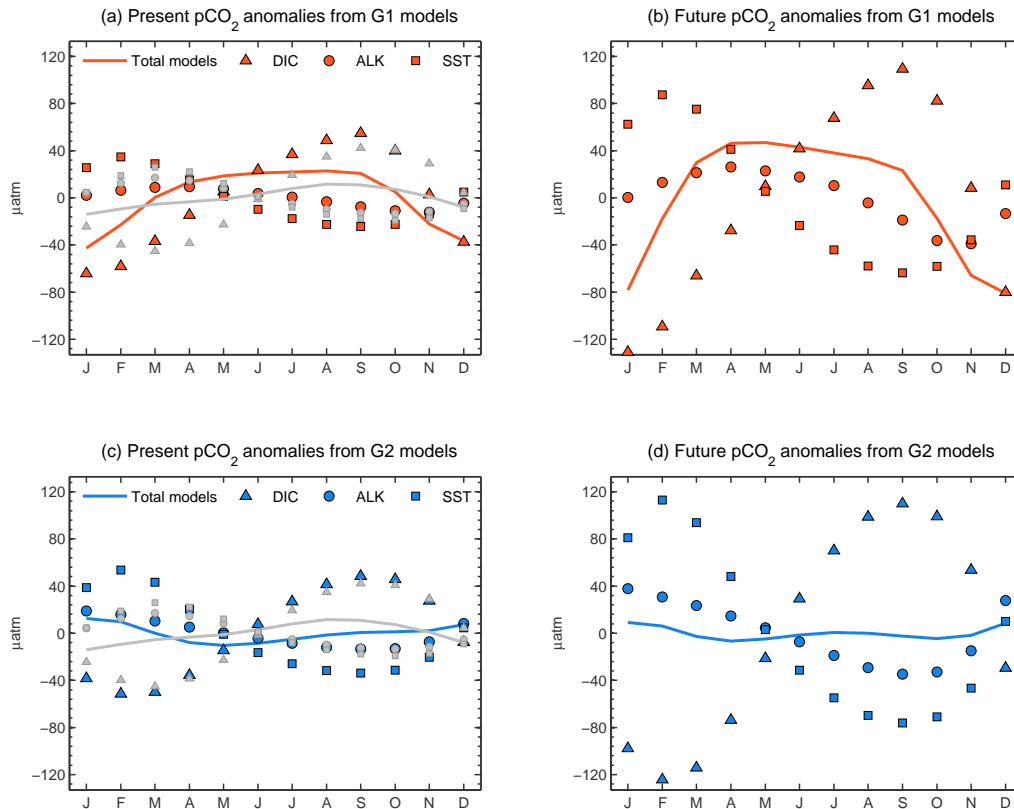 (a) Present pCO2 anomalies from G1 models
120
80
40
0
−40
−80
−120
μatm
Total models DIC ALK SST
J F M A M J J A S O N D
(b) Future pCO2 anomalies from G1 models
120
80
40
0
−40
−80
−120
μatm
J F M A M J J A S O N D
(c) Present pCO2 anomalies from G2 models
120
80
40
0
−40
−80
−120
μatm
Total models DIC ALK SST
J F M A M J J A S O N D
(d) Future pCO2 anomalies from G2 models
120
80
40
0
−40
−80
−120
μatm
J F M A M J J A S O N D